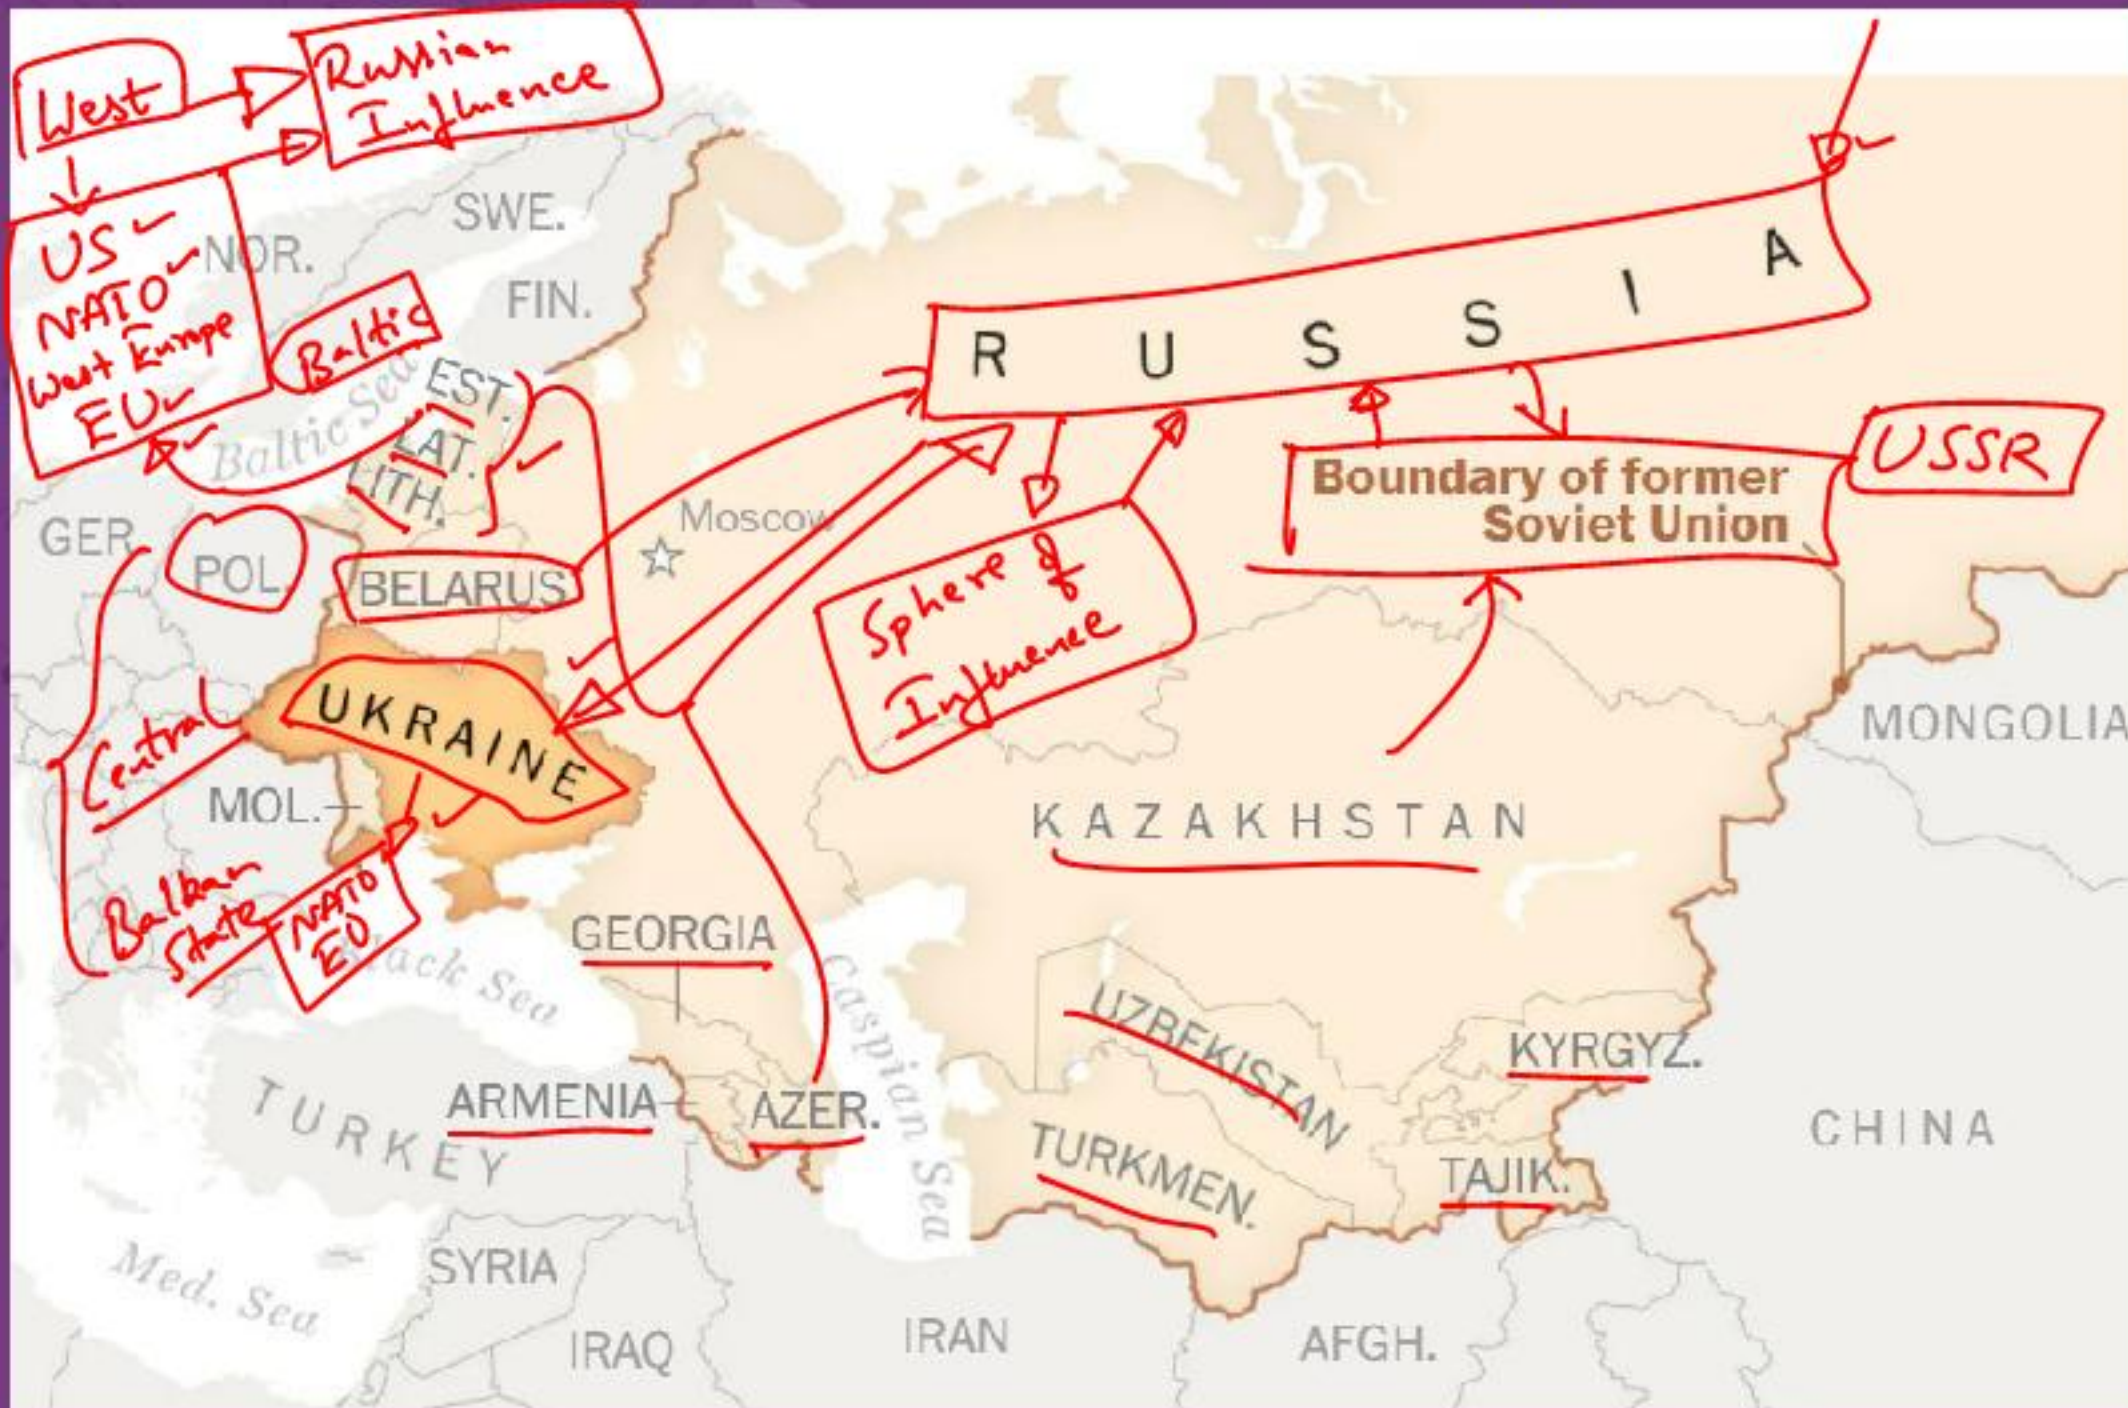 West
Russian
Influence
US
NATO
West Europe
EU
NOR.
SWE.
FIN.
Baltic
Baltic Sea
EST.
LAT.
LITH.
R U S S I A
Boundary of former
Soviet Union
USSR
GER.
POL.
BELARUS
Moscow
Sphere of
Influence
UKRAINE
Central
MOL.
Balkan
State
NATO
EU
Black Sea
KAZAKHSTAN
MONGOLIA
GEORGIA
Caspian Sea
UZBEKISTAN
KYRGYZ.
TURKEY
ARMENIA
AZER.
TURKMEN.
TAJIK.
CHINA
Med. Sea
SYRIA
IRAQ
IRAN
AFGH.